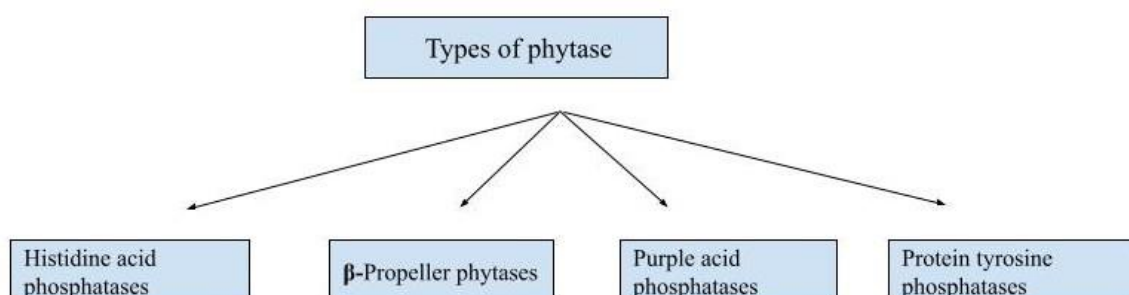 Types of phytase
Histidine acid
phosphatases
β-Propeller phytases
Purple acid
phosphatases
Protein tyrosine
phosphatases